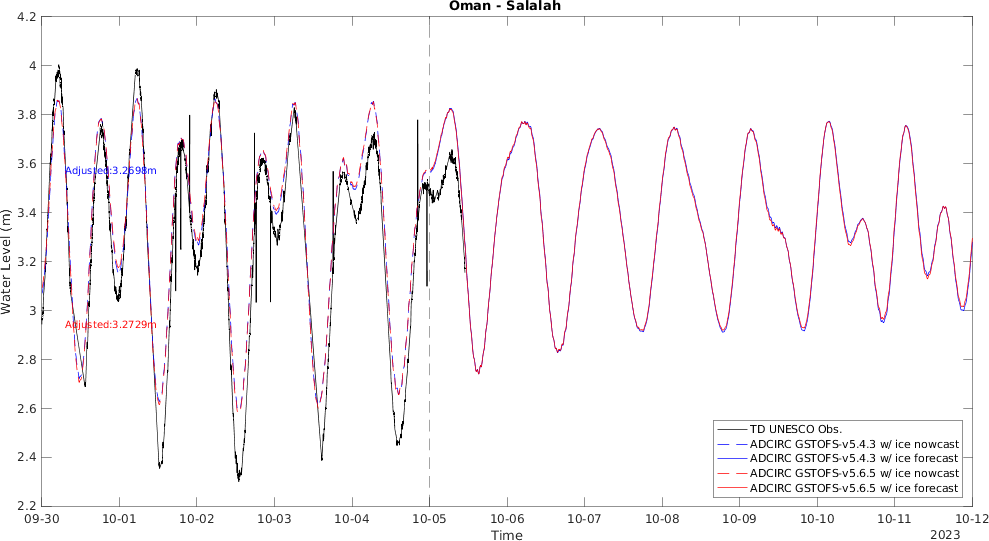 Oman - Salalah
Water Level (m)
4.2
4
3.8
3.6
3.4
3.2
3
2.8
2.6
2.4
2.2
Adjusted:3.2698m
Adjusted:3.2729m
TD UNESCO Obs.
ADCIRC GSTOFS-v5.4.3 w/ ice nowcast
ADCIRC GSTOFS-v5.4.3 w/ ice forecast
ADCIRC GSTOFS-v5.6.5 w/ ice nowcast
ADCIRC GSTOFS-v5.6.5 w/ ice forecast
09-30 10-01 10-02 10-03 10-04 10-05 10-06 10-07 10-08 10-09 10-10 10-11 10-12
Time
2023